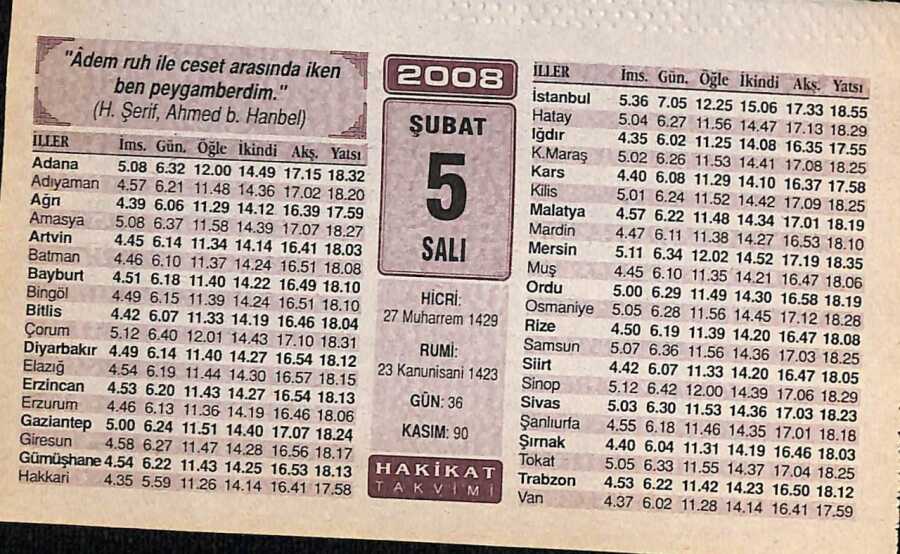 "Âdem ruh ile ceset arasında iken
ben peygamberdim."
(H. Şerif, Ahmed b. Hanbel)
İLLER İms. Gün. Öğle İkindi Akş. Yatsı
Adana 5.08 6.32 12.00 14.49 17.15 18.32
Adıyaman 4.57 6.21 11.48 14.36 17.02 18.20
Ağrı 4.39 6.06 11.29 14.12 16.39 17.59
Amasya 5.08 6.37 11.58 14.39 17.07 18.27
Artvin 4.45 6.14 11.34 14.14 16.41 18.03
Batman 4.46 6.10 11.37 14.24 16.51 18.08
Bayburt 4.51 6.18 11.40 14.22 16.49 18.10
Bingöl 4.49 6.15 11.39 14.24 16.51 18.10
Bitlis 4.42 6.07 11.33 14.19 16.46 18.04
Çorum 5.12 6.40 12.01 14.43 17.10 18.31
Diyarbakır 4.49 6.14 11.40 14.27 16.54 18.12
Elazığ 4.54 6.19 11.44 14.30 16.57 18.15
Erzincan 4.53 6.20 11.43 14.27 16.54 18.13
Erzurum 4.46 6.13 11.36 14.19 16.46 18.06
Gaziantep 5.00 6.24 11.51 14.40 17.07 18.24
Giresun 4.58 6.27 11.47 14.28 16.56 18.17
Gümüşhane 4.54 6.22 11.43 14.25 16.53 18.13
Hakkari 4.35 5.59 11.26 14.14 16.41 17.58
2008
ŞUBAT
5
SALI
HİCRİ:
27 Muharrem 1429
RUMİ:
23 Kanunisani 1423
GÜN: 36
KASIM: 90
HAKİKAT
TAKVİMİ
İLLER İms. Gün. Öğle İkindi Akş. Yatsı
İstanbul 5.36 7.05 12.25 15.06 17.33 18.55
Hatay 5.04 6.27 11.56 14.47 17.13 18.29
Iğdır 4.35 6.02 11.25 14.08 16.35 17.55
K.Maraş 5.02 6.26 11.53 14.41 17.08 18.25
Kars 4.40 6.08 11.29 14.10 16.37 17.58
Kilis 5.01 6.24 11.52 14.42 17.09 18.25
Malatya 4.57 6.22 11.48 14.34 17.01 18.19
Mardin 4.47 6.11 11.38 14.27 16.53 18.10
Mersin 5.11 6.34 12.02 14.52 17.19 18.35
Muş 4.45 6.10 11.35 14.21 16.47 18.06
Ordu 5.00 6.29 11.49 14.30 16.58 18.19
Osmaniye 5.05 6.28 11.56 14.45 17.12 18.28
Rize 4.50 6.19 11.39 14.20 16.47 18.08
Samsun 5.07 6.36 11.56 14.36 17.03 18.25
Siirt 4.42 6.07 11.33 14.20 16.47 18.05
Sinop 5.12 6.42 12.00 14.39 17.06 18.29
Sivas 5.03 6.30 11.53 14.36 17.03 18.23
Şanlıurfa 4.55 6.18 11.46 14.35 17.01 18.18
Şırnak 4.40 6.04 11.31 14.19 16.46 18.03
Tokat 5.05 6.33 11.55 14.37 17.04 18.25
Trabzon 4.53 6.22 11.42 14.23 16.50 18.12
Van 4.37 6.02 11.28 14.14 16.41 17.59